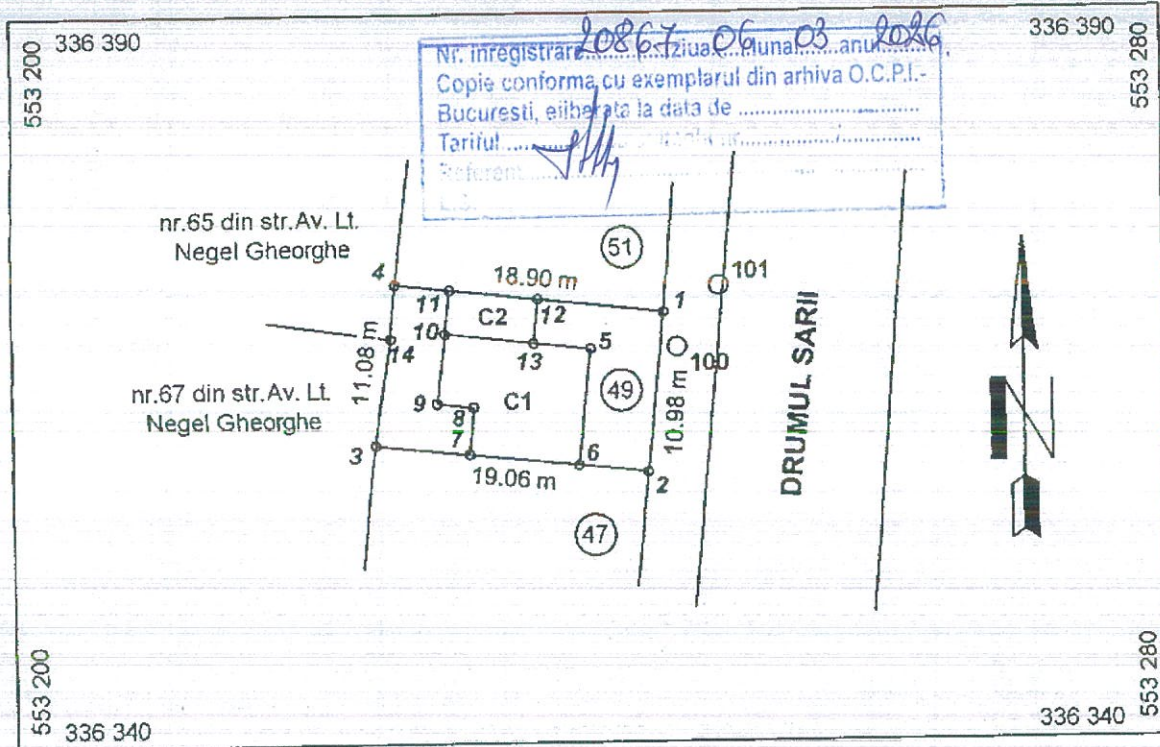 336 390
336 390
553 200
553 280
Nr. inregistrare 20867 ziua 06 luna 03 anul 2026.
Copie conforma cu exemplarul din arhiva O.C.P.I.-
Bucuresti, eliberata la data de ....................
Tariful
Referent
L.S.
nr.65 din str.Av. Lt.
Negel Gheorghe
51
101
4
18.90 m
11
12
1
C2
10
13
5
100
14
11.08 m
nr.67 din str.Av. Lt.
Negel Gheorghe
9
8
C1
49
10.98 m
DRUMUL SARII
N
7
3
6
19.06 m
2
47
553 200
553 280
336 340
336 340